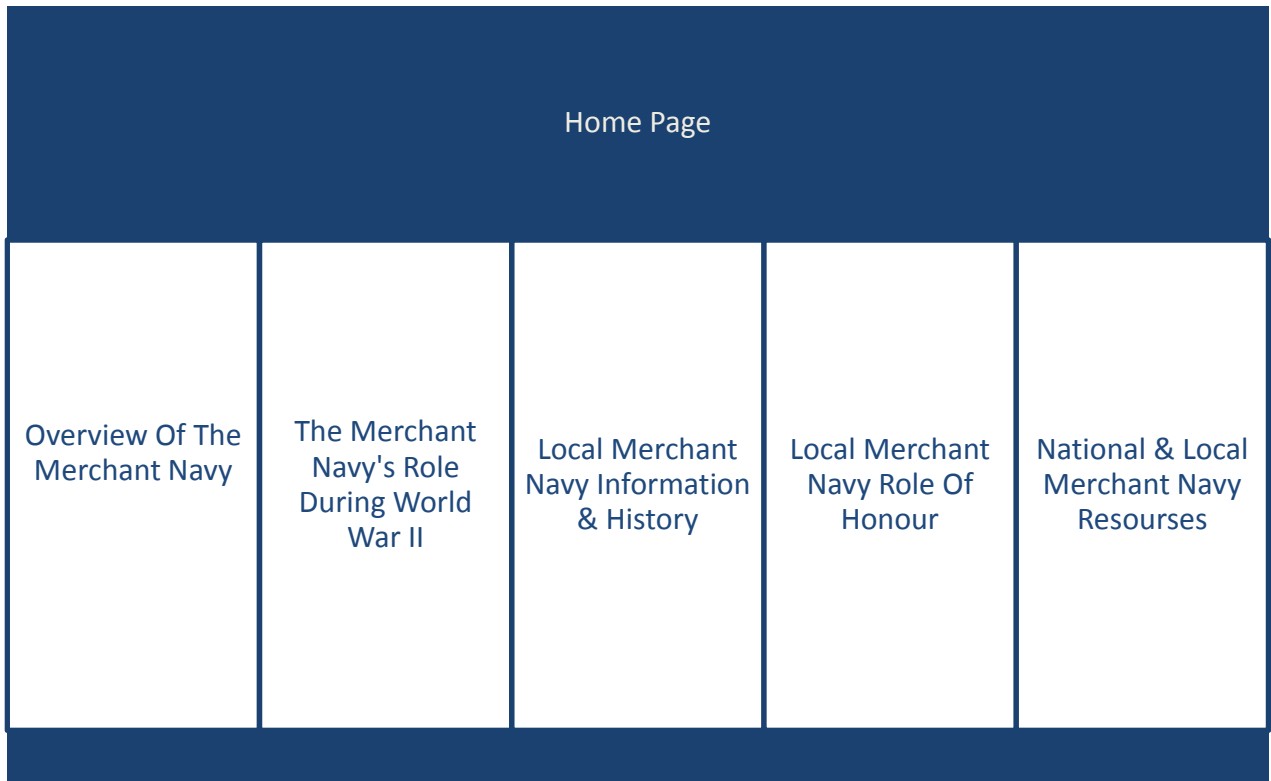 Home Page
Overview Of The
Merchant Navy
The Merchant
Navy's Role
During World
War II
Local Merchant
Navy Information
& History
Local Merchant
Navy Role Of
Honour
National & Local
Merchant Navy
Resourses